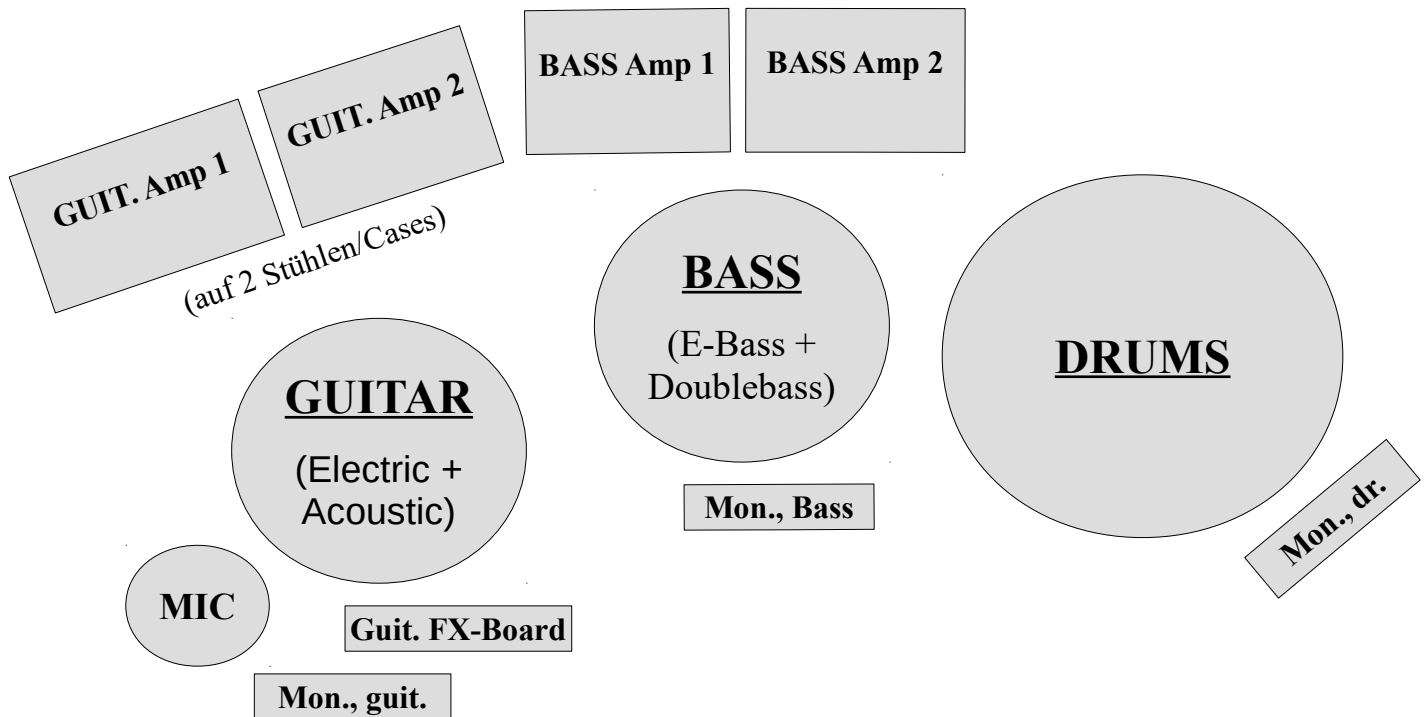 BASS Amp 1
BASS Amp 2
GUIT. Amp 2
GUIT. Amp 1
(auf 2 Stühlen/Cases)
BASS
(E-Bass +
Doublebass)
DRUMS
GUITAR
(Electric +
Acoustic)
Mon., Bass
Mon., dr.
MIC
Guit. FX-Board
Mon., guit.